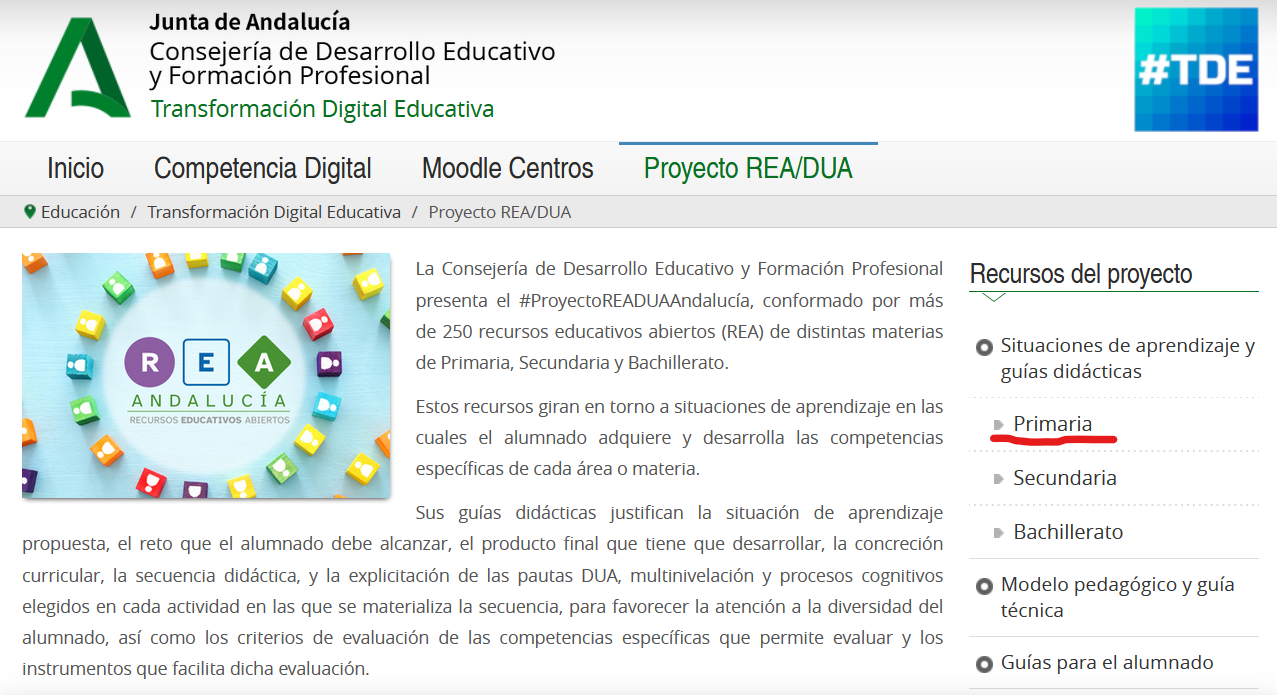 Junta de Andalucía
Consejería de Desarrollo Educativo
y Formación Profesional
Transformación Digital Educativa
#TDE
Inicio
Competencia Digital
Moodle Centros
Proyecto REA/DUA
Educación / Transformación Digital Educativa / Proyecto REA/DUA
R E A
ANDALUCÍA
RECURSOS EDUCATIVOS ABIERTOS
La Consejería de Desarrollo Educativo y Formación Profesional
presenta el #ProyectoREADUAAndalucía, conformado por más
de 250 recursos educativos abiertos (REA) de distintas materias
de Primaria, Secundaria y Bachillerato.
Estos recursos giran en torno a situaciones de aprendizaje en las
cuales el alumnado adquiere y desarrolla las competencias
específicas de cada área o materia.
Sus guías didácticas justifican la situación de aprendizaje
propuesta, el reto que el alumnado debe alcanzar, el producto final que tiene que desarrollar, la concreción
curricular, la secuencia didáctica, y la explicitación de las pautas DUA, multinivelación y procesos cognitivos
elegidos en cada actividad en las que se materializa la secuencia, para favorecer la atención a la diversidad del
alumnado, así como los criterios de evaluación de las competencias específicas que permite evaluar y los
instrumentos que facilita dicha evaluación.
Recursos del proyecto
Situaciones de aprendizaje y
guías didácticas
Primaria
Secundaria
Bachillerato
Modelo pedagógico y guía
técnica
Guías para el alumnado